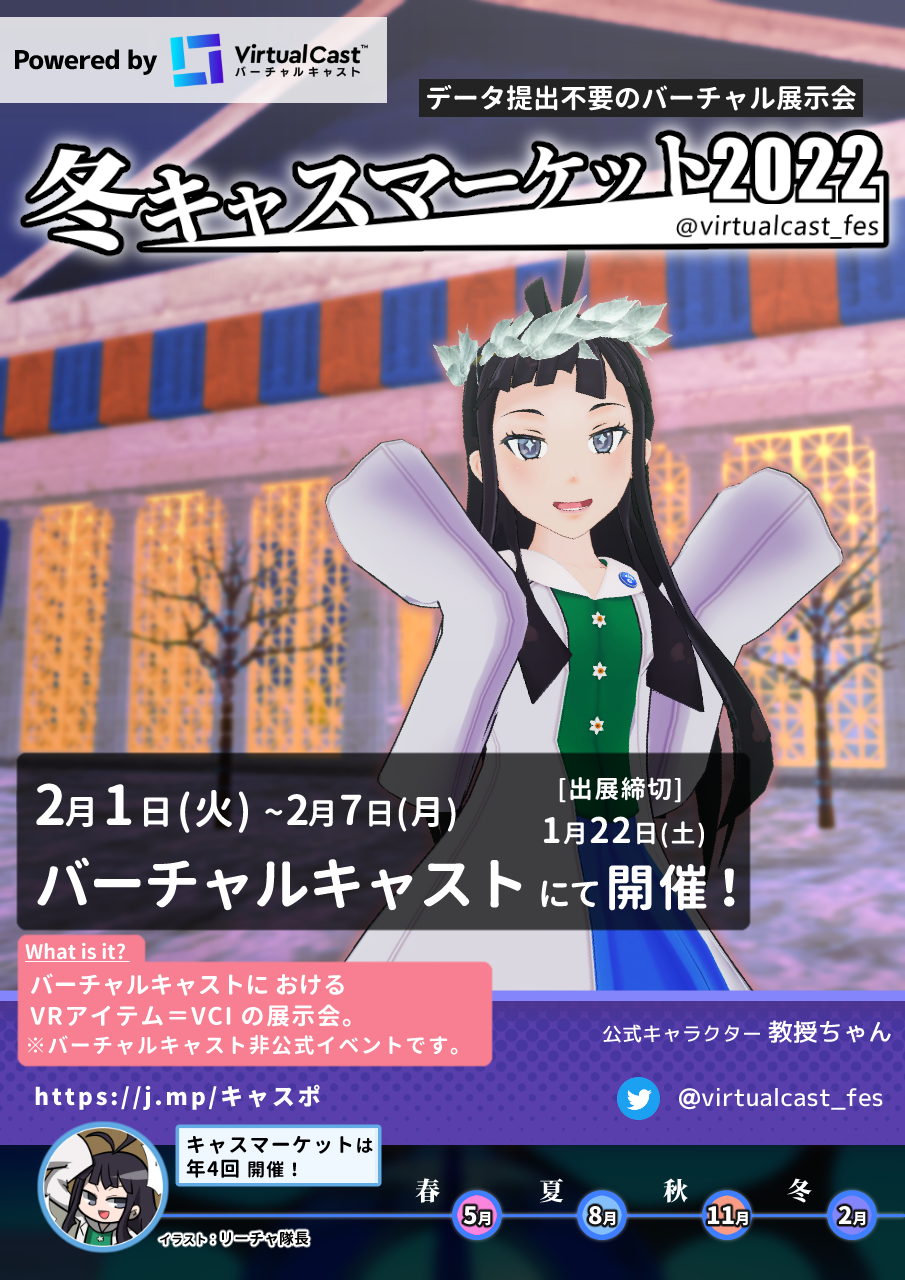 Powered by VirtualCast™
バーチャルキャスト
データ提出不要のバーチャル展示会
冬キャスマーケット2022
@virtualcast_fes
2月1日(火) ~2月7日(月)
[出展締切]
1月22日(土)
バーチャルキャスト にて 開催！
What is it?
バーチャルキャストに おける
VRアイテム＝VCI の展示会。
※バーチャルキャスト非公式イベントです。
公式キャラクター 教授ちゃん
https://j.mp/キャスポ
@virtualcast_fes
キャスマーケットは
年4回 開催！
イラスト：リーチャ隊長
春 夏 秋 冬
5月 8月 11月 2月